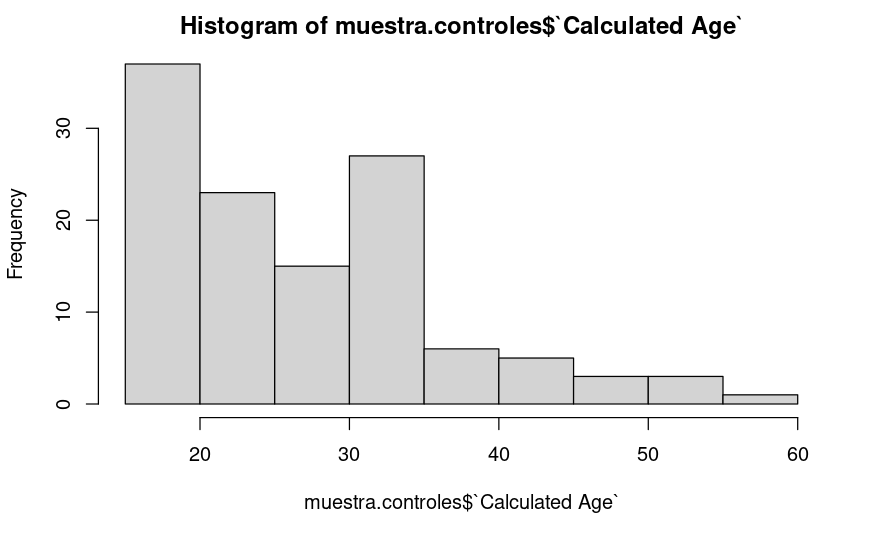 Histogram of muestra.controles$`Calculated Age`
Frequency
30
20
10
0
20 30 40 50 60
muestra.controles$`Calculated Age`